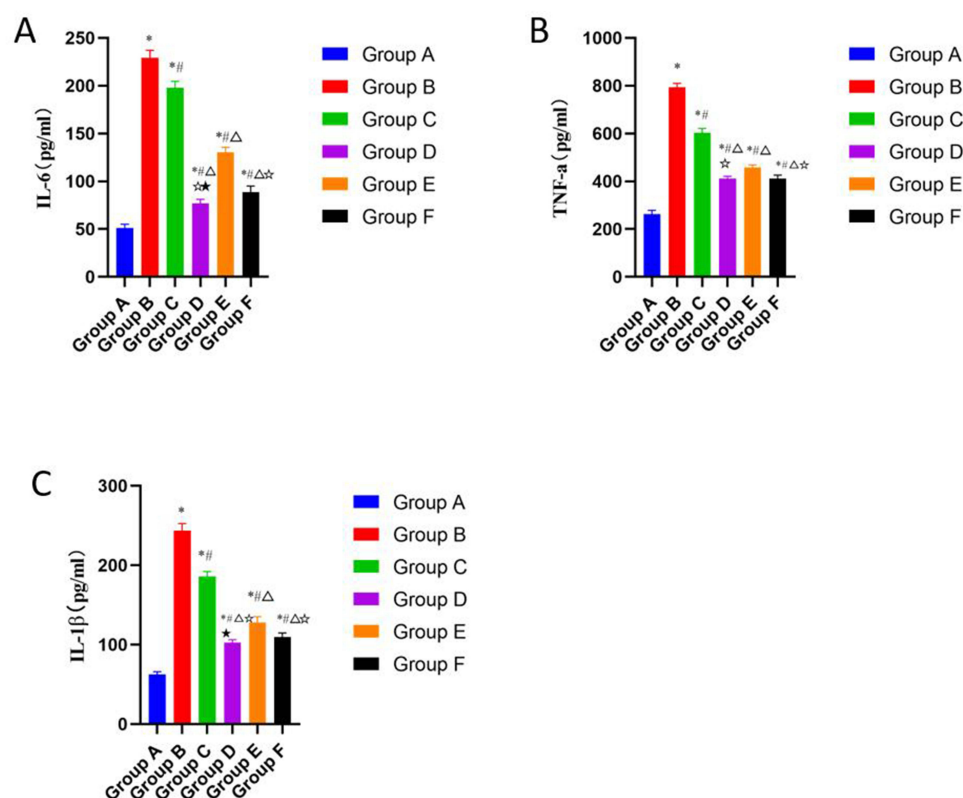 A
IL-6(pg/ml)
250
200
150
100
50
0
*
*#
*#△
☆★
*#△
*#△☆
Group A
Group B
Group C
Group D
Group E
Group F
Group A
Group B
Group C
Group D
Group E
Group F
B
TNF-a(pg/ml)
1000
800
600
400
200
0
*
*#
*#△
☆
*#△
*#△☆
Group A
Group B
Group C
Group D
Group E
Group F
Group A
Group B
Group C
Group D
Group E
Group F
C
IL-1β(pg/ml)
300
200
100
0
*
*#
*#△☆
★
*#△
*#△☆
Group A
Group B
Group C
Group D
Group E
Group F
Group A
Group B
Group C
Group D
Group E
Group F